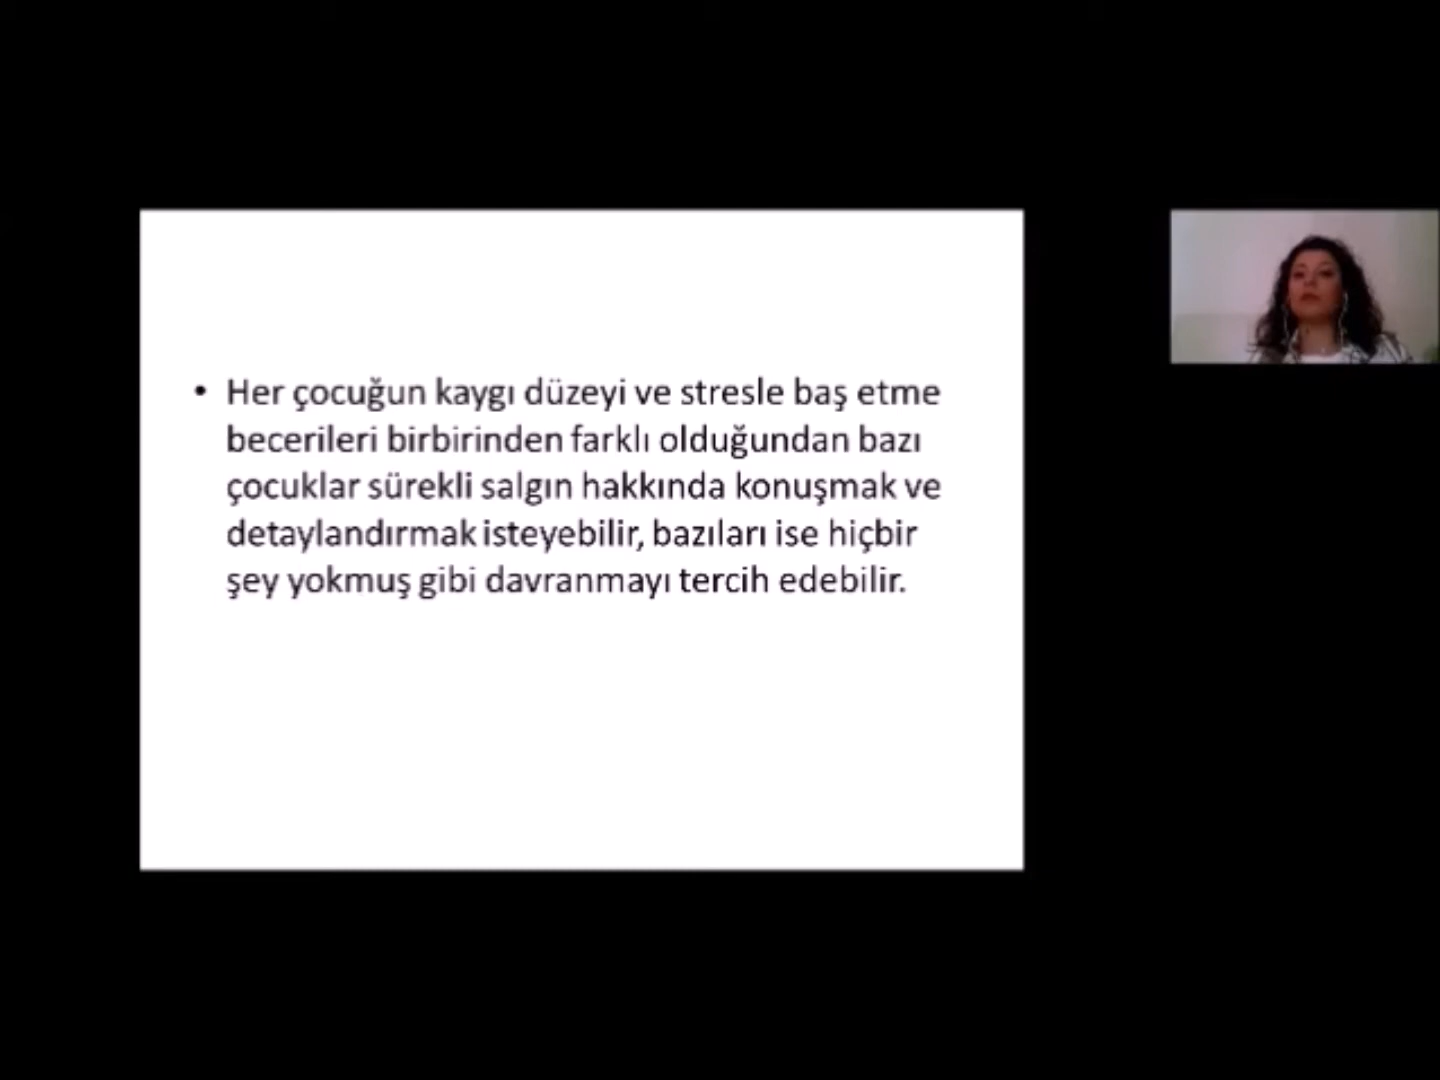 • Her çocuğun kaygı düzeyi ve stresle baş etme
becerileri birbirinden farklı olduğundan bazı
çocuklar sürekli salgın hakkında konuşmak ve
detaylandırmak isteyebilir, bazıları ise hiçbir
şey yokmuş gibi davranmayı tercih edebilir.